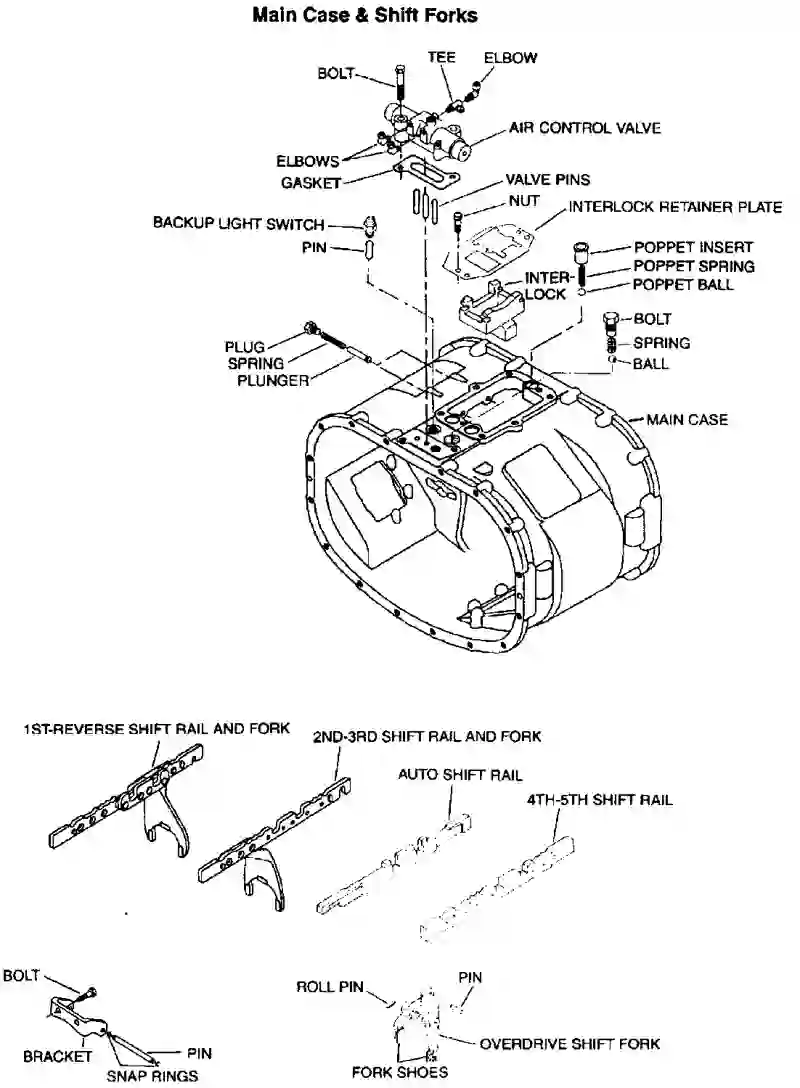 Main Case & Shift Forks
TEE
ELBOW
BOLT
AIR CONTROL VALVE
ELBOWS
GASKET
VALVE PINS
NUT
INTERLOCK RETAINER PLATE
BACKUP LIGHT SWITCH
PIN
POPPET INSERT
POPPET SPRING
POPPET BALL
INTER-
LOCK
BOLT
SPRING
BALL
PLUG
SPRING
PLUNGER
MAIN CASE
1ST-REVERSE SHIFT RAIL AND FORK
2ND-3RD SHIFT RAIL AND FORK
AUTO SHIFT RAIL
4TH-5TH SHIFT RAIL
BOLT
BRACKET
PIN
SNAP RINGS
ROLL PIN
PIN
OVERDRIVE SHIFT FORK
FORK SHOES